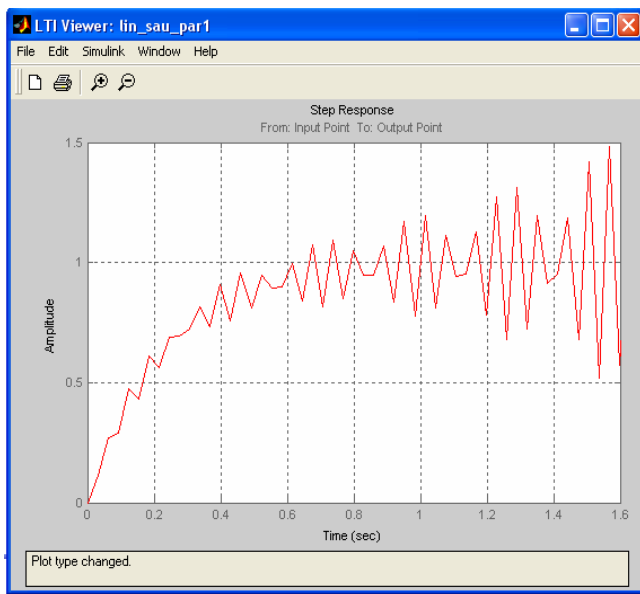 LTI Viewer: lin_sau_par1
File Edit Simulink Window Help
Step Response
From: Input Point To: Output Point
Amplitude
1.5
1
0.5
0
0 0.2 0.4 0.6 0.8 1 1.2 1.4 1.6
Time (sec)
Plot type changed.